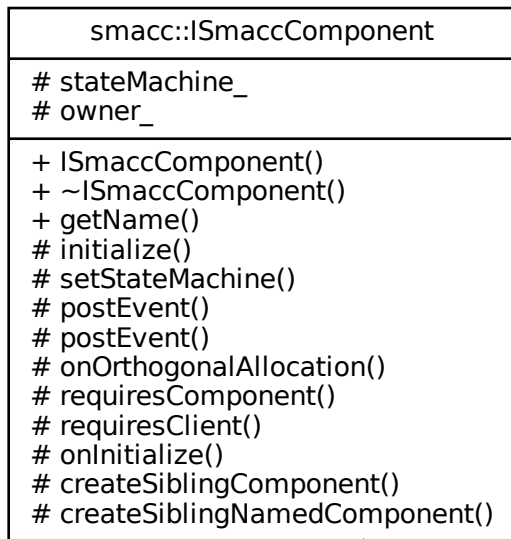 smacc::ISmaccComponent
# stateMachine_
# owner_
+ ISmaccComponent()
+ ~ISmaccComponent()
+ getName()
# initialize()
# setStateMachine()
# postEvent()
# postEvent()
# onOrthogonalAllocation()
# requiresComponent()
# requiresClient()
# onInitialize()
# createSiblingComponent()
# createSiblingNamedComponent()